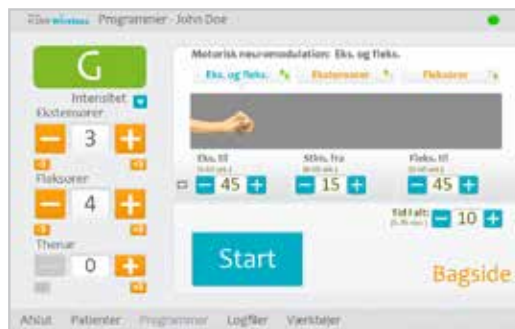 Programmer - John Doe
G
Intensitet
Ekstensorer
3
Fleksorer
4
Thenar
0
Motorisk neuromodulation: Eks. og fleks.
Eks. og fleks.
Ekstensorer
Fleksorer
Eks. til
Stim. fra
Fleks. til
45
15
45
Tid i alt:
10
Start
Bagside
Afslut Patienter Programmer Logfiler Værktøjer